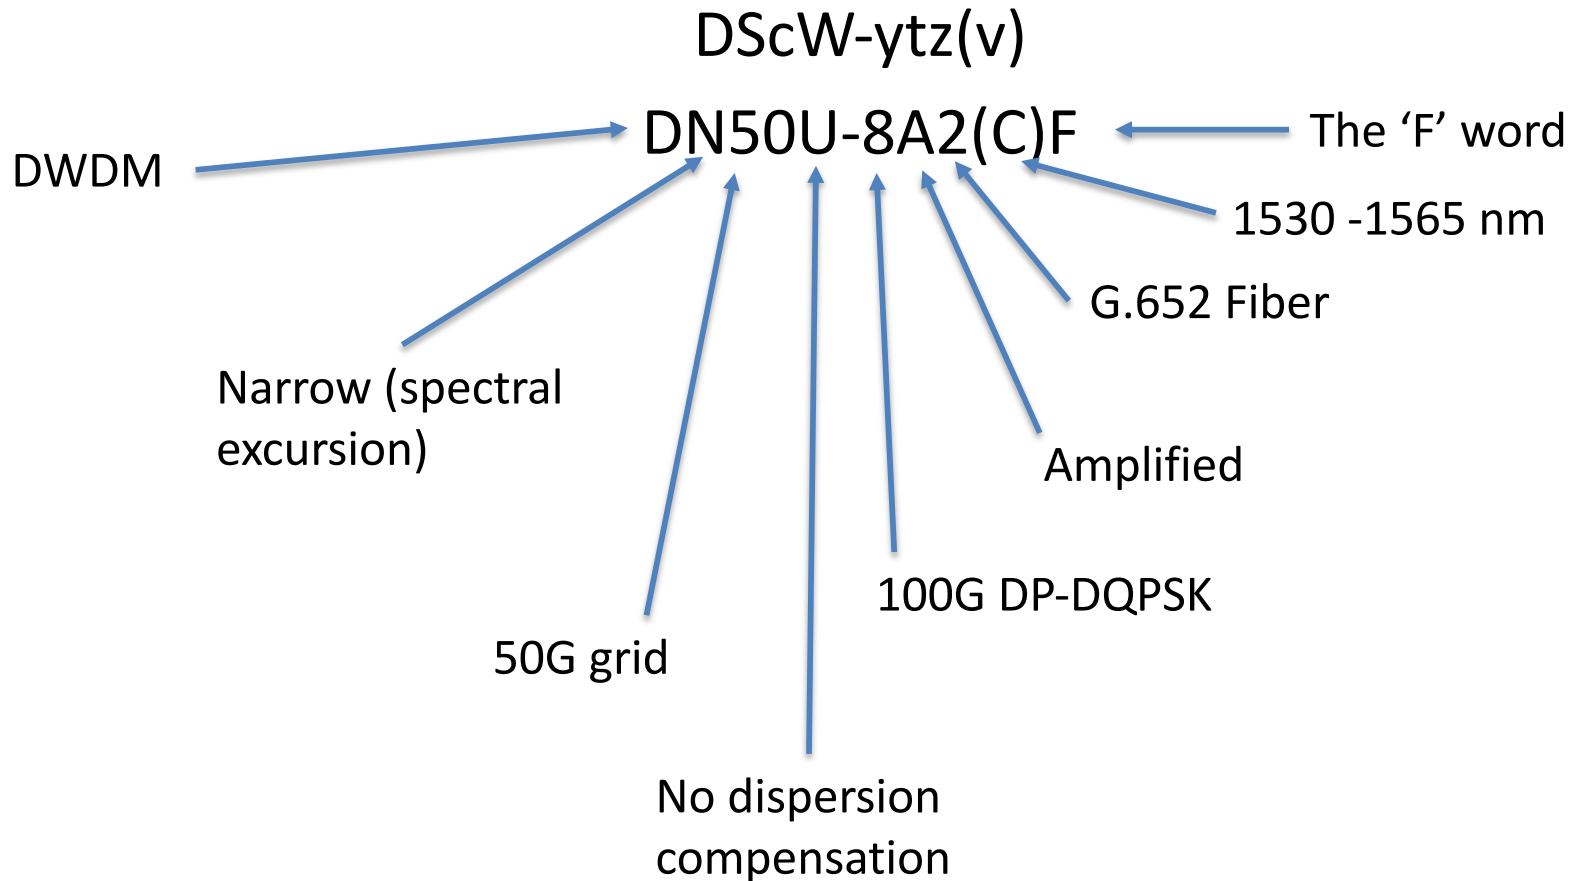 DScW-ytz(v)
DN50U-8A2(C)F
The ‘F’ word
DWDM
1530 -1565 nm
G.652 Fiber
Narrow (spectral
excursion)
Amplified
100G DP-DQPSK
50G grid
No dispersion
compensation